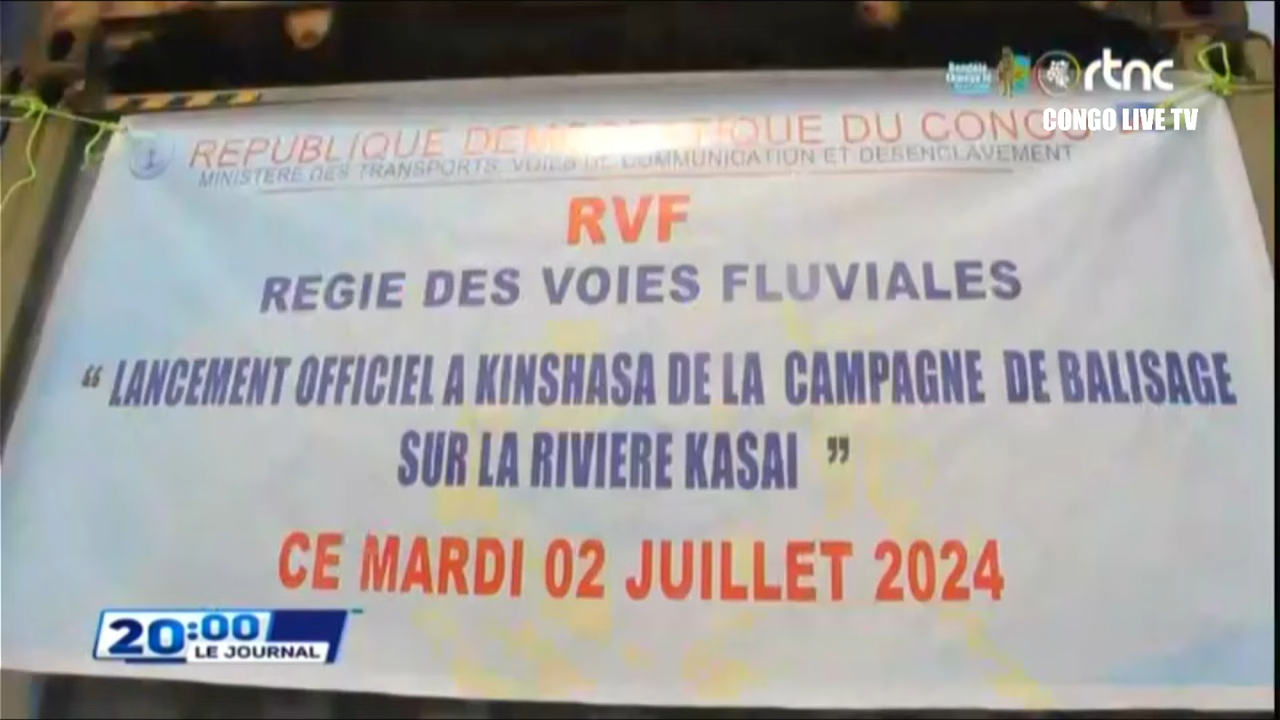 rtnc
CONGO LIVE TV
REPUBLIQUE DEMOCRATIQUE DU CONGO
MINISTERE DES TRANSPORTS, VOIES DE COMMUNICATION ET DESENCLAVEMENT
RVF
REGIE DES VOIES FLUVIALES
“ LANCEMENT OFFICIEL A KINSHASA DE LA CAMPAGNE DE BALISAGE
SUR LA RIVIERE KASAI ”
CE MARDI 02 JUILLET 2024
20:00
LE JOURNAL